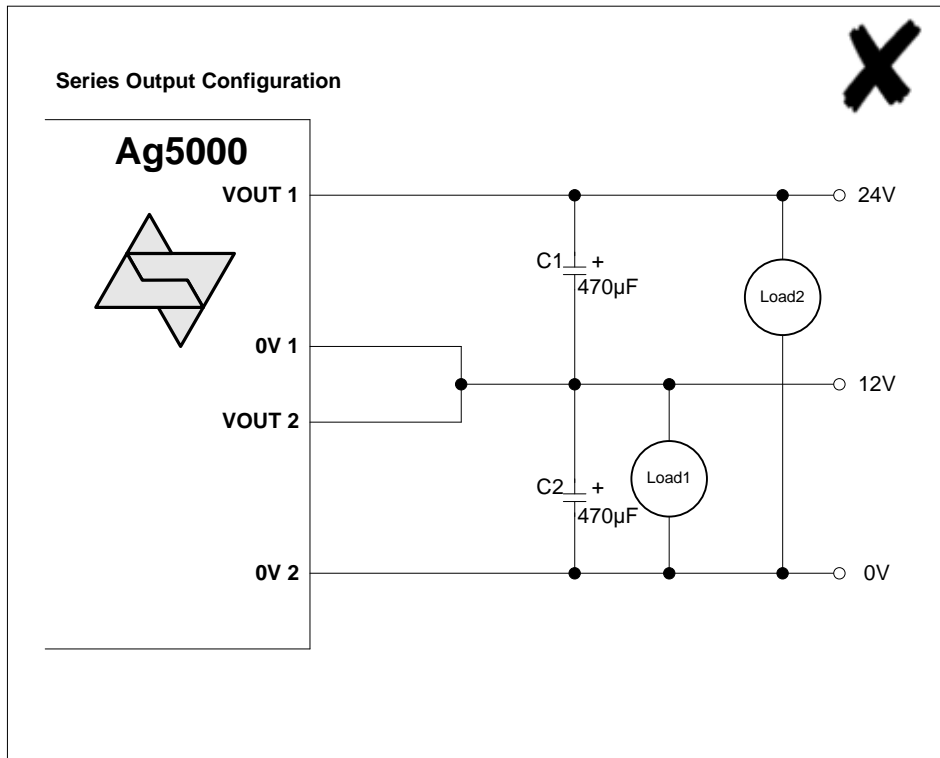 Series Output Configuration
Ag5000
VOUT 1
24V
C1
+
470µF
Load2
0V 1
12V
VOUT 2
C2
+
470µF
Load1
0V 2
0V